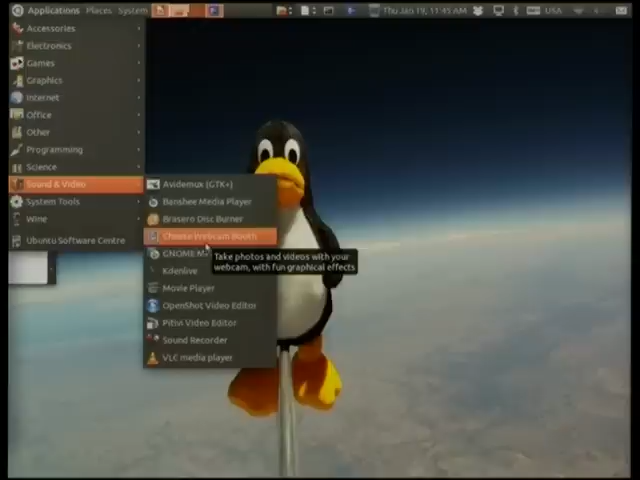 Applications Places System
Thu Jan 19, 11:45 AM
USA
Accessories
Electronics
Games
Graphics
Internet
Office
Other
Programming
Science
Sound & Video
System Tools
Wine
Ubuntu Software Centre
Avidemux (GTK+)
Banshee Media Player
Brasero Disc Burner
Cheese Webcam Booth
GNOME M
Kdenlive
Movie Player
OpenShot Video Editor
Pitivi Video Editor
Sound Recorder
VLC media player
Take photos and videos with your
webcam, with fun graphical effects